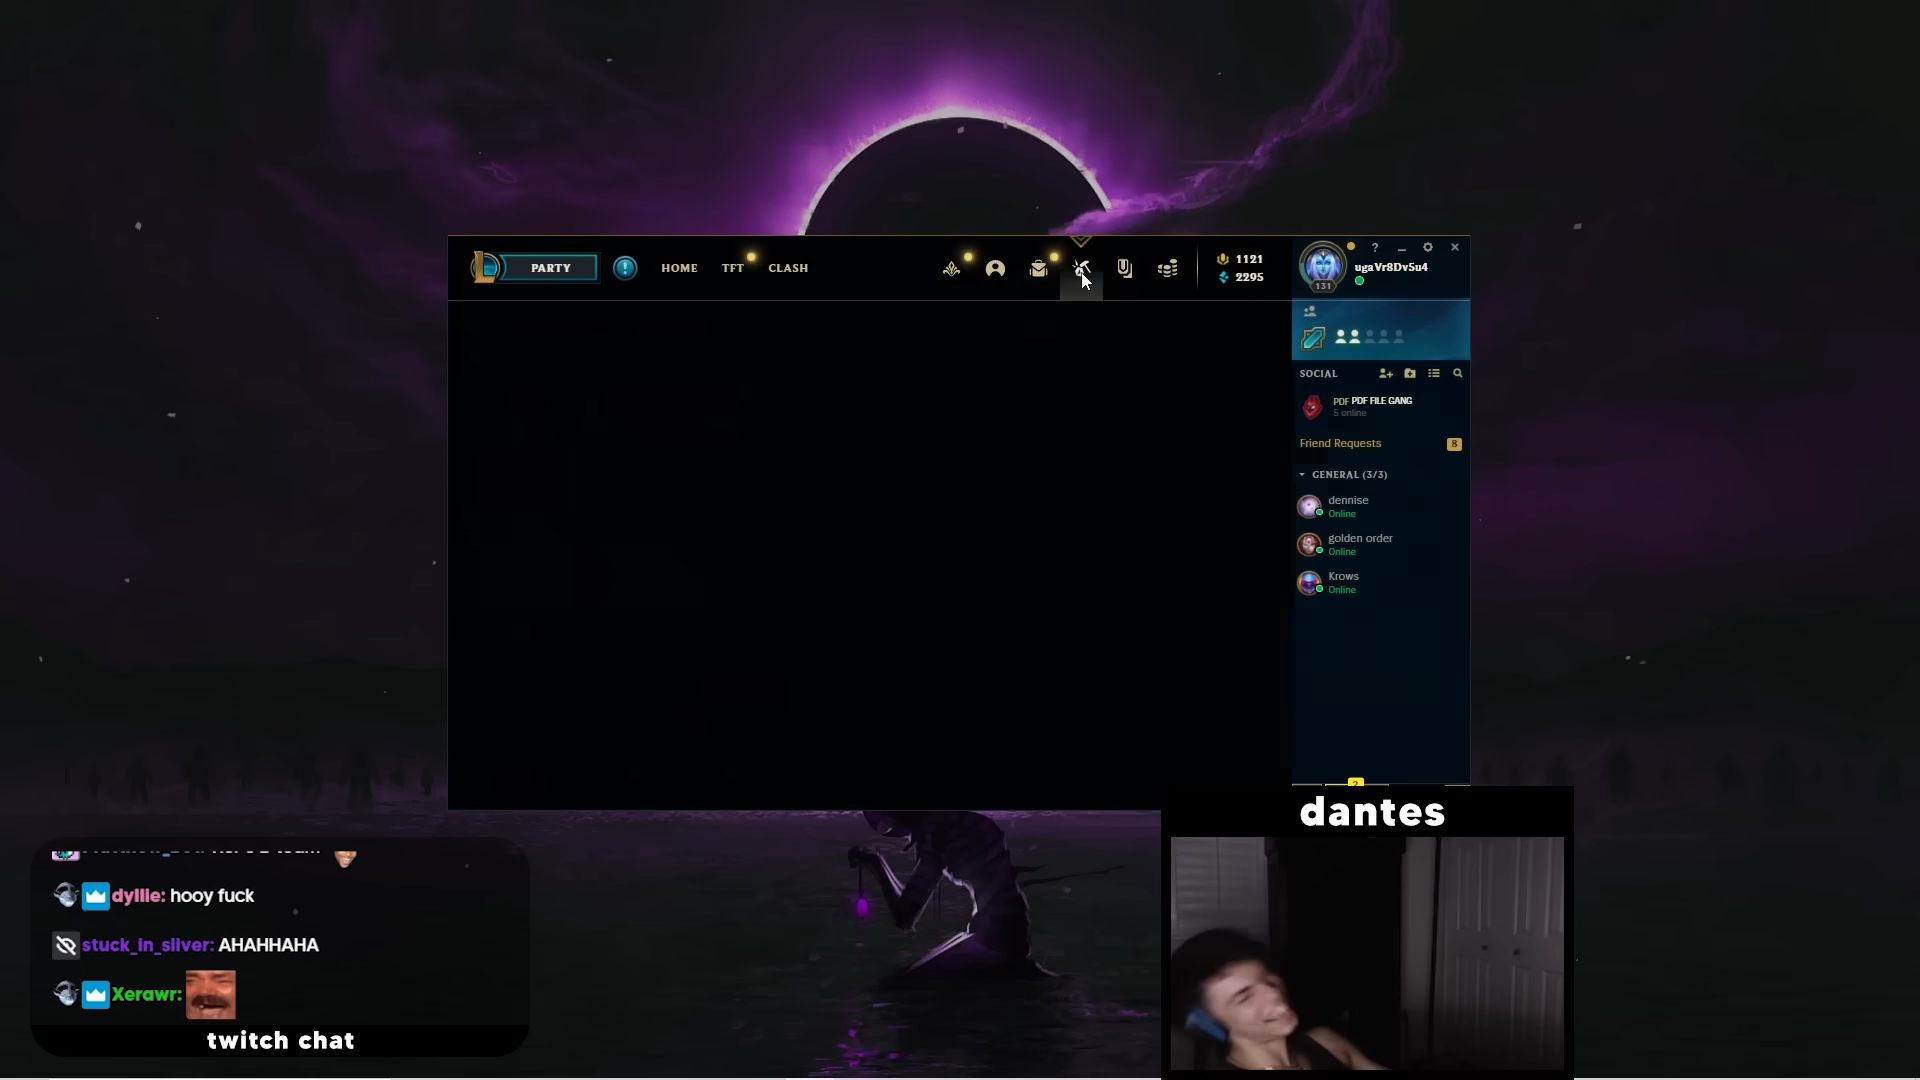 PARTY
HOME
TFT
CLASH
1121
2295
?
ugaVr8Dv5u4
131
SOCIAL
PDF PDF FILE GANG
5 online
Friend Requests
8
GENERAL (3/3)
dennise
Online
golden order
Online
Krows
Online
dantes
dyllie: hooy fuck
stuck_in_silver: AHAHHAHA
Xerawr:
twitch chat